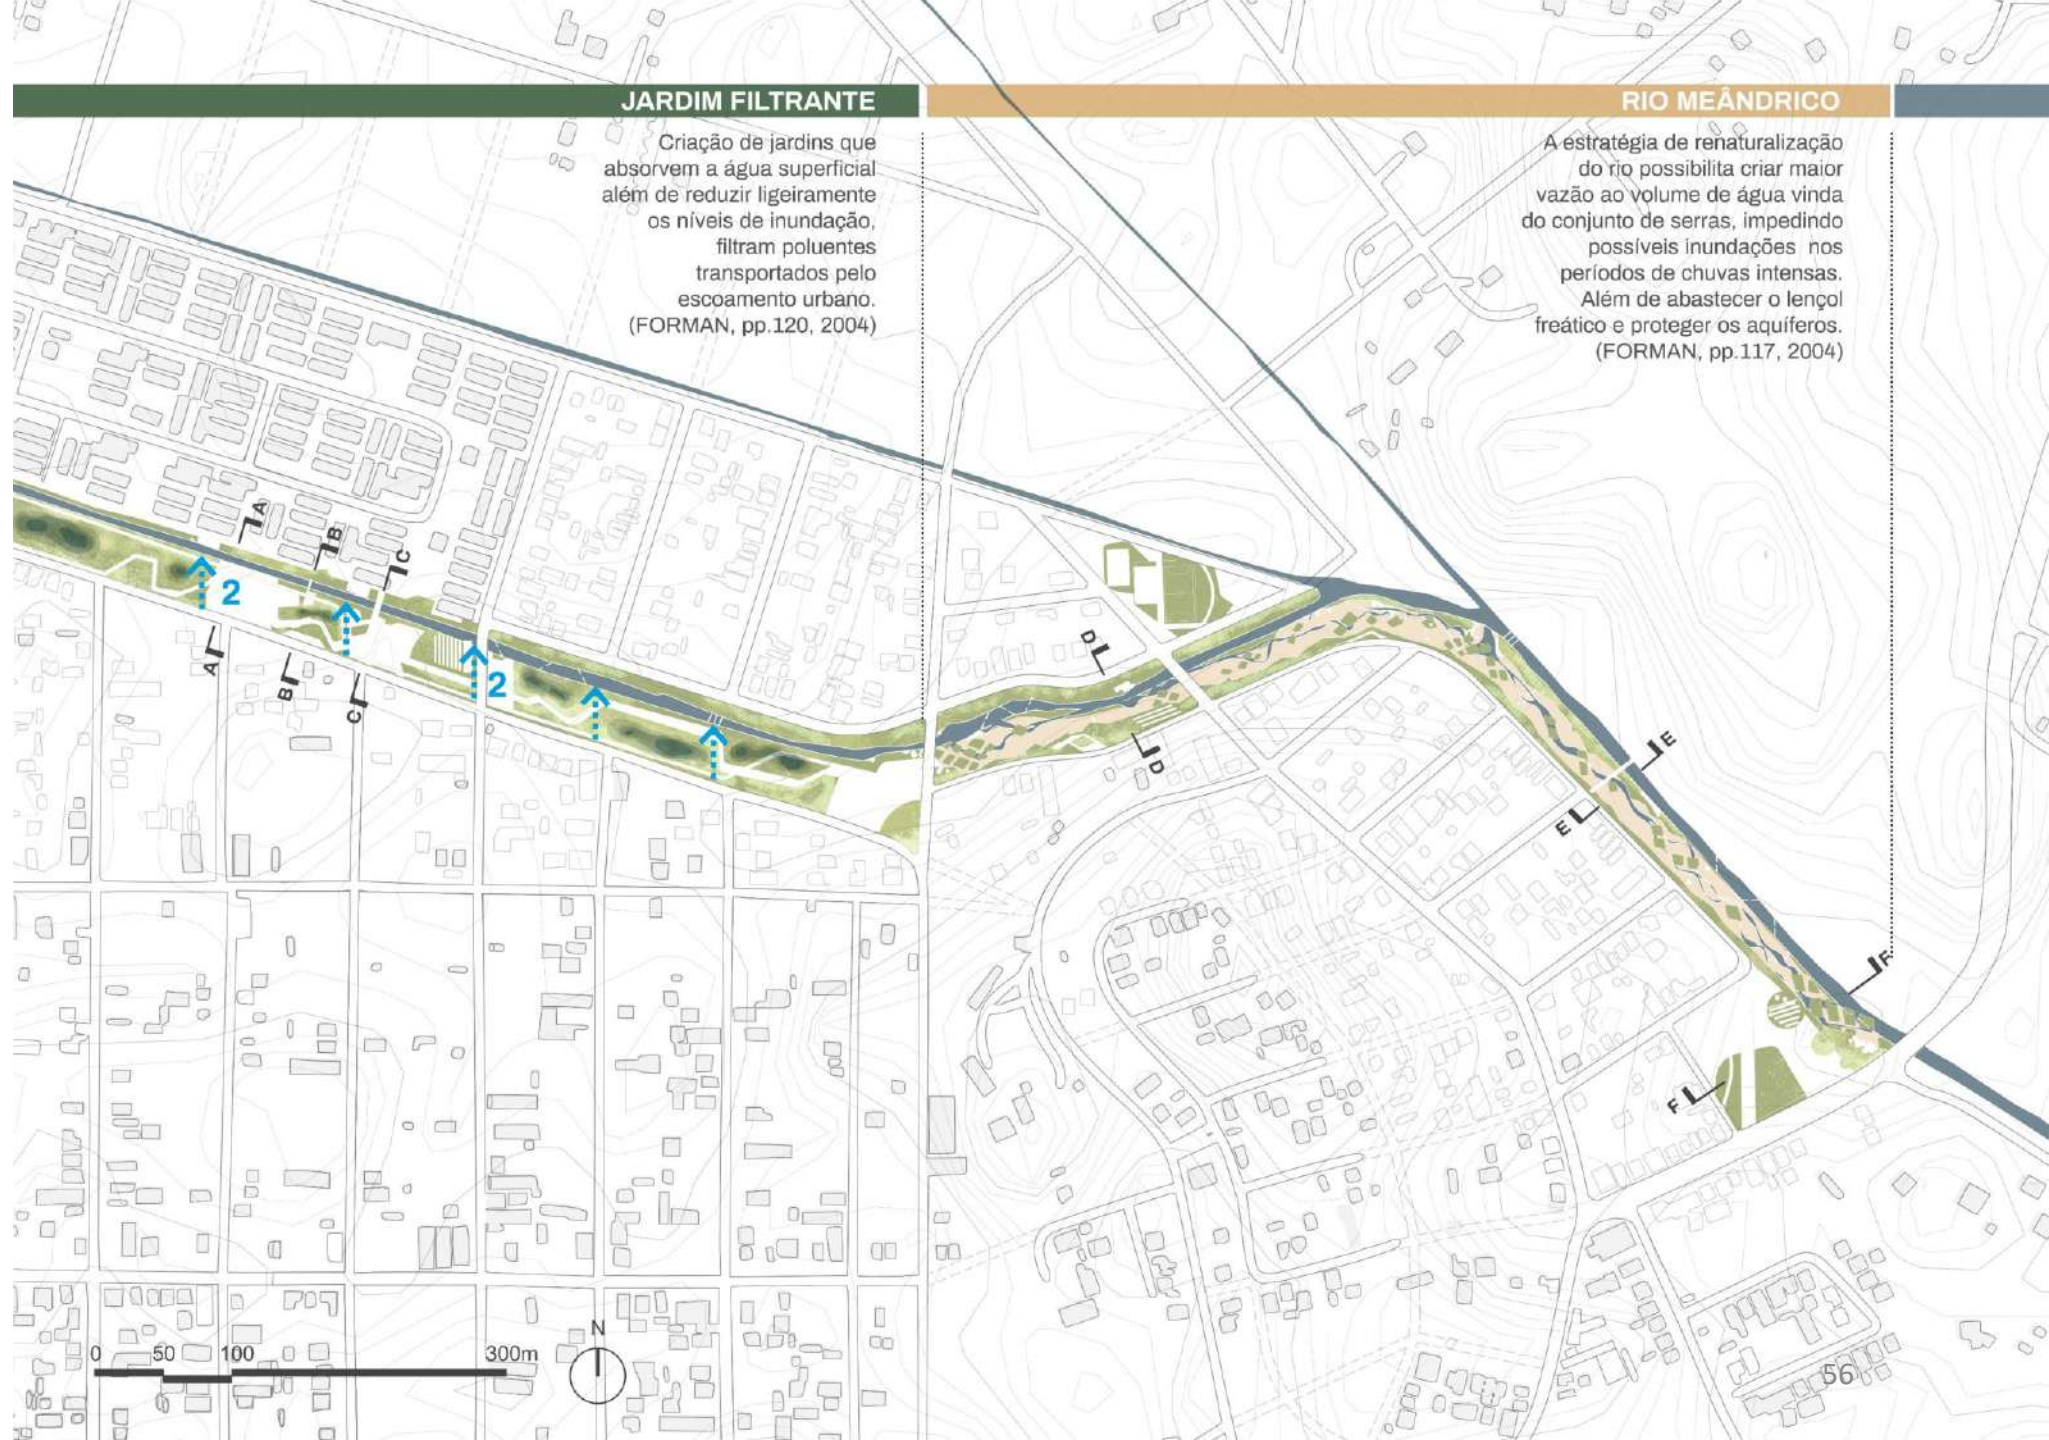 JARDIM FILTRANTE
Criação de jardins que
absorvem a água superficial
além de reduzir ligeiramente
os níveis de inundação,
filtram poluentes
transportados pelo
escoamento urbano.
(FORMAN, pp.120, 2004)
RIO MEÂNDRICO
A estratégia de renaturalização
do rio possibilita criar maior
vazão ao volume de água vinda
do conjunto de serras, impedindo
possíveis inundações nos
períodos de chuvas intensas.
Além de abastecer o lençol
freático e proteger os aquíferos.
(FORMAN, pp.117, 2004)
A
B
C
2
A
B
C
2
D
D
E
E
F
F
0 50 100 300m
N
56